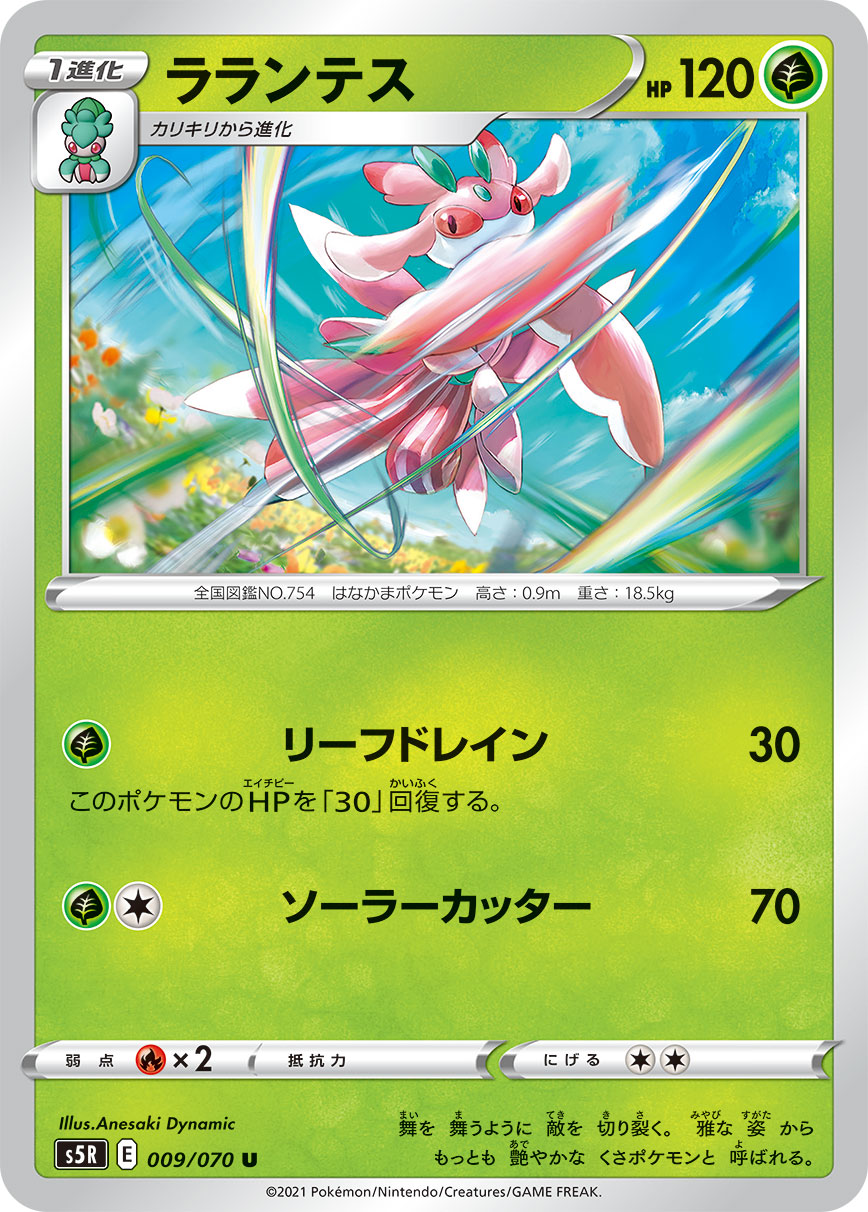 1進化
ラランテス
HP 120
カリキリから進化
全国図鑑NO.754 はなかまポケモン 高さ:0.9m 重さ:18.5kg
リーフドレイン 30
エイチピー かいふく
このポケモンのHPを「30」回復する。
ソーラーカッター 70
弱点 ×2 抵抗力 にげる
Illus.Anesaki Dynamic
s5R E 009/070 U
まい ま てき き さ みやび すがた
舞を 舞うように 敵を 切り裂く。 雅な 姿 から
あで よ
もっとも 艶やかな くさポケモンと 呼ばれる。
©2021 Pokémon/Nintendo/Creatures/GAME FREAK.